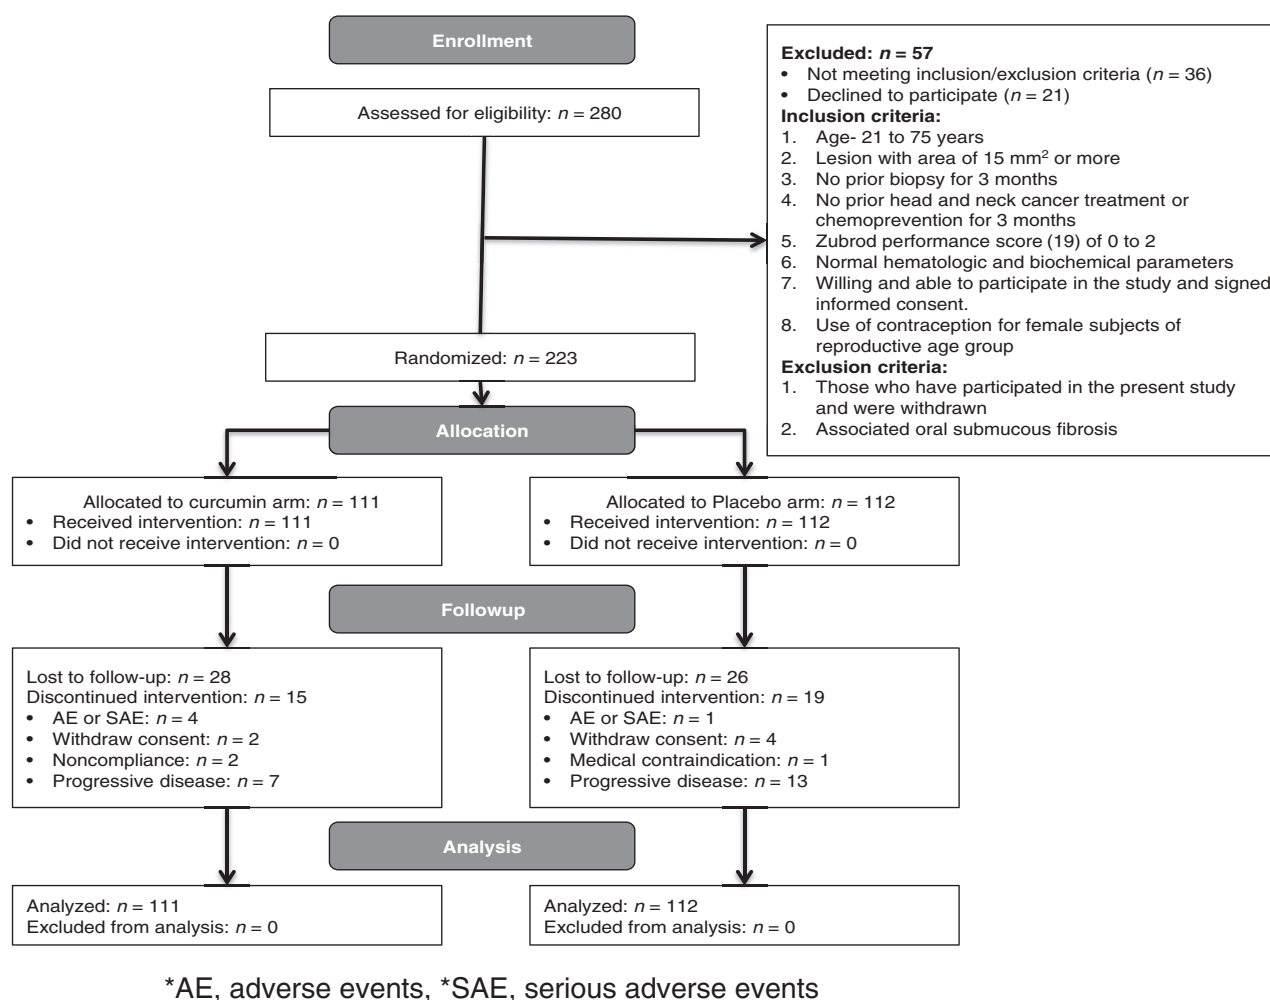 Enrollment
Assessed for eligibility: n = 280
Excluded: n = 57
• Not meeting inclusion/exclusion criteria (n = 36)
• Declined to participate (n = 21)
Inclusion criteria:
1. Age- 21 to 75 years
2. Lesion with area of 15 mm² or more
3. No prior biopsy for 3 months
4. No prior head and neck cancer treatment or
chemoprevention for 3 months
5. Zubrod performance score (19) of 0 to 2
6. Normal hematologic and biochemical parameters
7. Willing and able to participate in the study and signed
informed consent.
8. Use of contraception for female subjects of
reproductive age group
Exclusion criteria:
1. Those who have participated in the present study
and were withdrawn
2. Associated oral submucous fibrosis
Randomized: n = 223
Allocation
Allocated to curcumin arm: n = 111
• Received intervention: n = 111
• Did not receive intervention: n = 0
Allocated to Placebo arm: n = 112
• Received intervention: n = 112
• Did not receive intervention: n = 0
Followup
Lost to follow-up: n = 28
Discontinued intervention: n = 15
• AE or SAE: n = 4
• Withdraw consent: n = 2
• Noncompliance: n = 2
• Progressive disease: n = 7
Lost to follow-up: n = 26
Discontinued intervention: n = 19
• AE or SAE: n = 1
• Withdraw consent: n = 4
• Medical contraindication: n = 1
• Progressive disease: n = 13
Analysis
Analyzed: n = 111
Excluded from analysis: n = 0
Analyzed: n = 112
Excluded from analysis: n = 0
*AE, adverse events, *SAE, serious adverse events